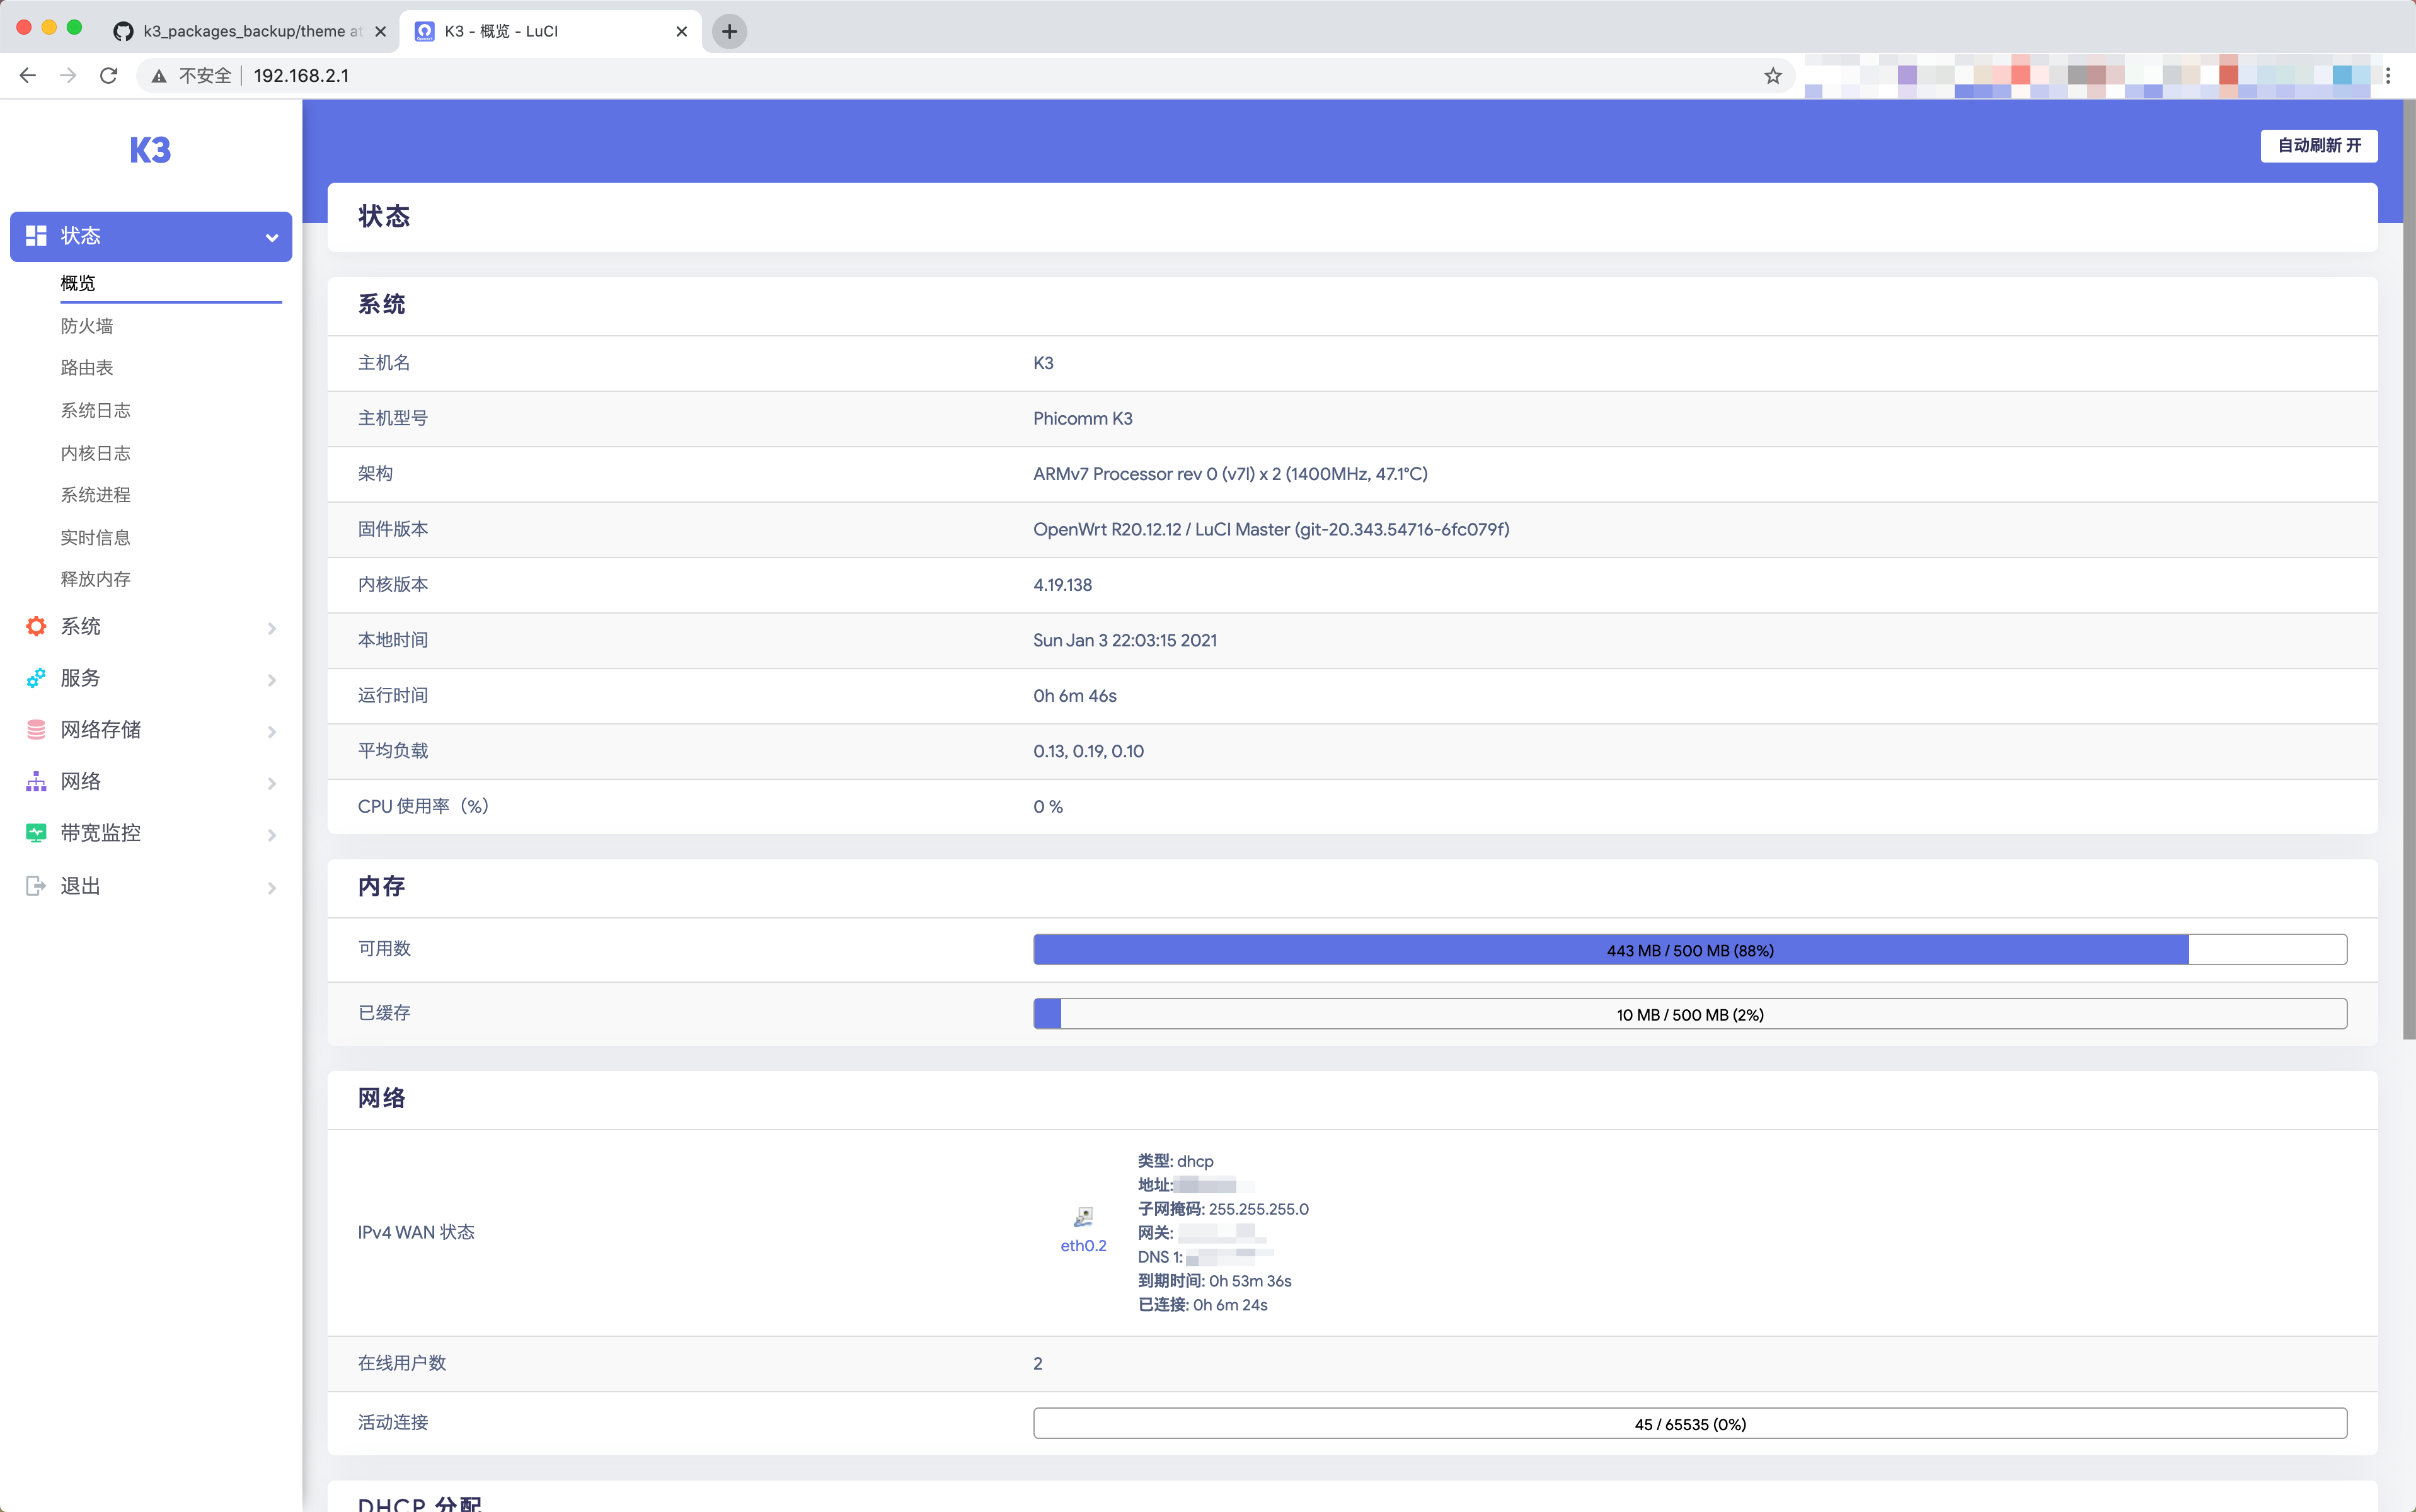 k3_packages_backup/theme at
K3 - 概览 - LuCI
不安全
192.168.2.1
K3
自动刷新 开
状态
概览
防火墙
路由表
系统日志
内核日志
系统进程
实时信息
释放内存
系统
服务
网络存储
网络
带宽监控
退出
状态
系统
主机名 K3
主机型号 Phicomm K3
架构 ARMv7 Processor rev 0 (v7l) x 2 (1400MHz, 47.1°C)
固件版本 OpenWrt R20.12.12 / LuCI Master (git-20.343.54716-6fc079f)
内核版本 4.19.138
本地时间 Sun Jan 3 22:03:15 2021
运行时间 0h 6m 46s
平均负载 0.13, 0.19, 0.10
CPU 使用率（%） 0 %
内存
可用数 443 MB / 500 MB (88%)
已缓存 10 MB / 500 MB (2%)
网络
IPv4 WAN 状态
eth0.2
类型: dhcp
地址:
子网掩码: 255.255.255.0
网关:
DNS 1:
到期时间: 0h 53m 36s
已连接: 0h 6m 24s
在线用户数 2
活动连接 45 / 65535 (0%)
DHCP 分配